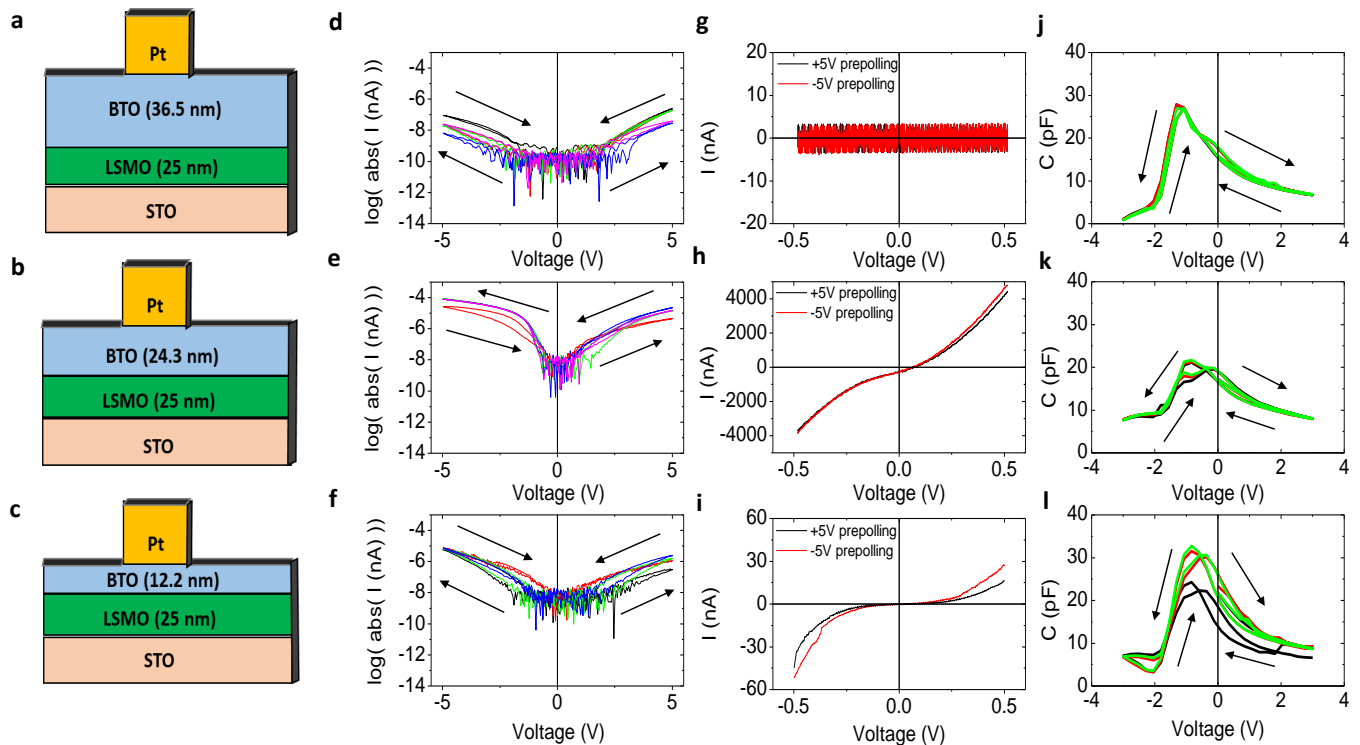 a
Pt
BTO (36.5 nm)
LSMO (25 nm)
STO
d
log( abs( I (nA) ))
-4
-6
-8
-10
-12
-14
-5
0
5
Voltage (V)
g
I (nA)
20
10
0
-10
-20
+5V prepolling
-5V prepolling
-0.5
0.0
0.5
Voltage (V)
j
C (pF)
40
30
20
10
0
-4
-2
0
2
4
Voltage (V)
b
Pt
BTO (24.3 nm)
LSMO (25 nm)
STO
e
log( abs( I (nA) ))
-4
-6
-8
-10
-12
-14
-5
0
5
Voltage (V)
h
I (nA)
4000
2000
0
-2000
-4000
+5V prepolling
-5V prepolling
-0.5
0.0
0.5
Voltage (V)
k
C (pF)
40
30
20
10
0
-4
-2
0
2
4
Voltage (V)
c
Pt
BTO (12.2 nm)
LSMO (25 nm)
STO
f
log( abs( I (nA) ))
-4
-6
-8
-10
-12
-14
-5
0
5
Voltage (V)
i
I (nA)
60
30
0
-30
-60
+5V prepolling
-5V prepolling
-0.5
0.0
0.5
Voltage (V)
l
C (pF)
40
30
20
10
0
-4
-2
0
2
4
Voltage (V)